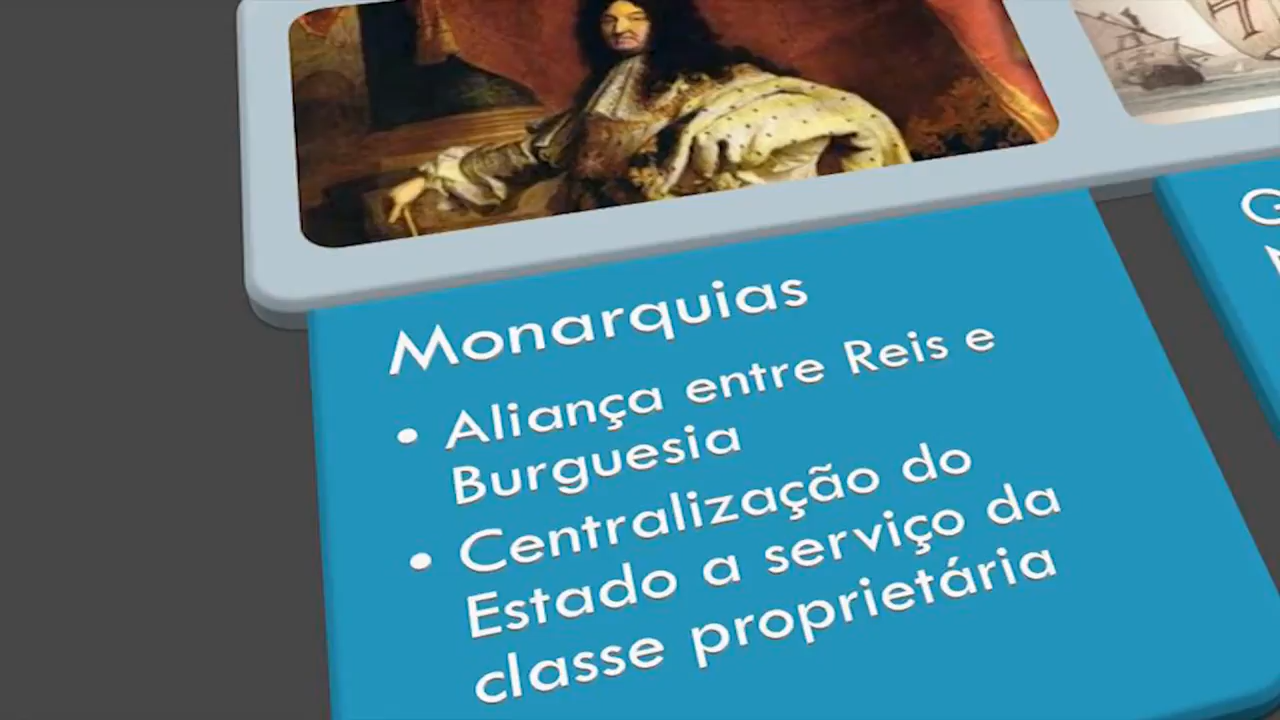 Monarquias
• Aliança entre Reis e
Burguesia
• Centralização do
Estado a serviço da
classe proprietária